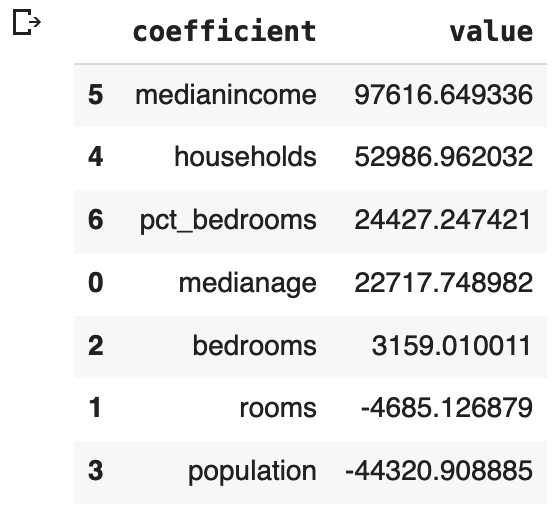 coefficient value
5 medianincome 97616.649336
4 households 52986.962032
6 pct_bedrooms 24427.247421
0 medianage 22717.748982
2 bedrooms 3159.010011
1 rooms -4685.126879
3 population -44320.908885